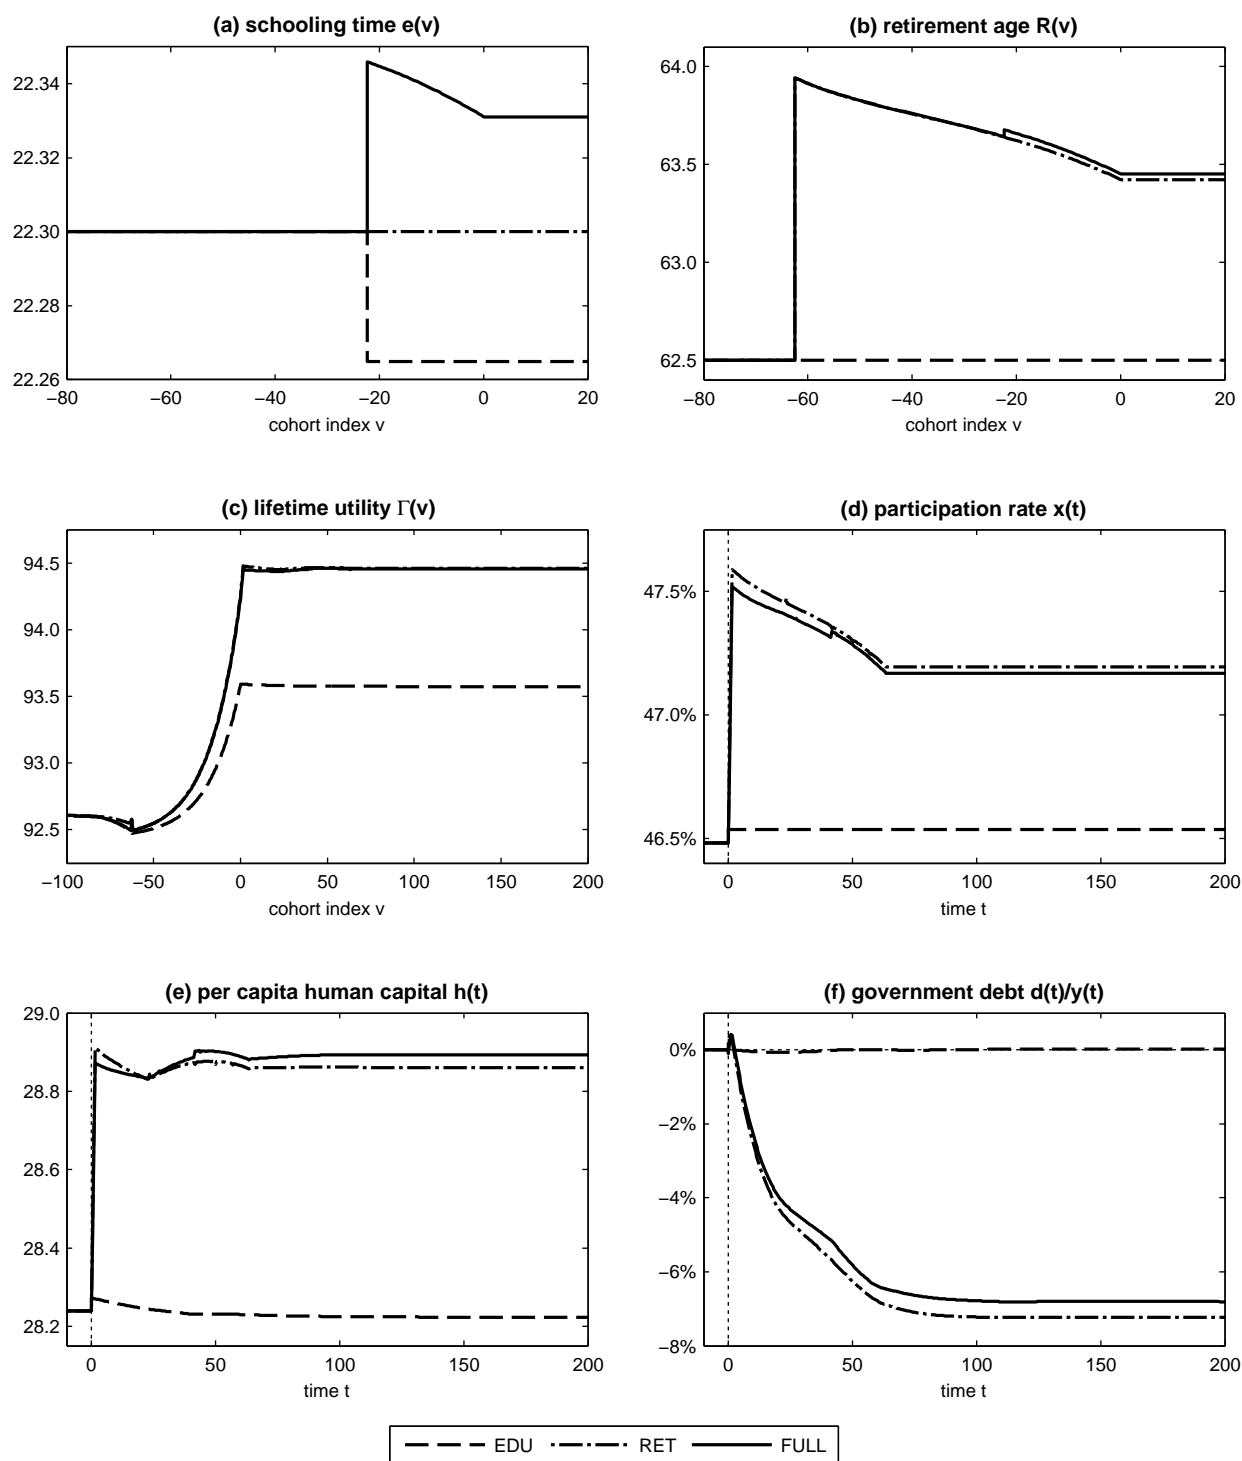 (a) schooling time e(v)
22.34
22.32
22.30
22.28
22.26
−80 −60 −40 −20 0 20
cohort index v
(b) retirement age R(v)
64.0
63.5
63.0
62.5
−80 −60 −40 −20 0 20
cohort index v
(c) lifetime utility Γ(v)
94.5
94.0
93.5
93.0
92.5
−100 −50 0 50 100 150 200
cohort index v
(d) participation rate x(t)
47.5%
47.0%
46.5%
0 50 100 150 200
time t
(e) per capita human capital h(t)
29.0
28.8
28.6
28.4
28.2
0 50 100 150 200
time t
(f) government debt d(t)/y(t)
0%
−2%
−4%
−6%
−8%
0 50 100 150 200
time t
EDU RET FULL